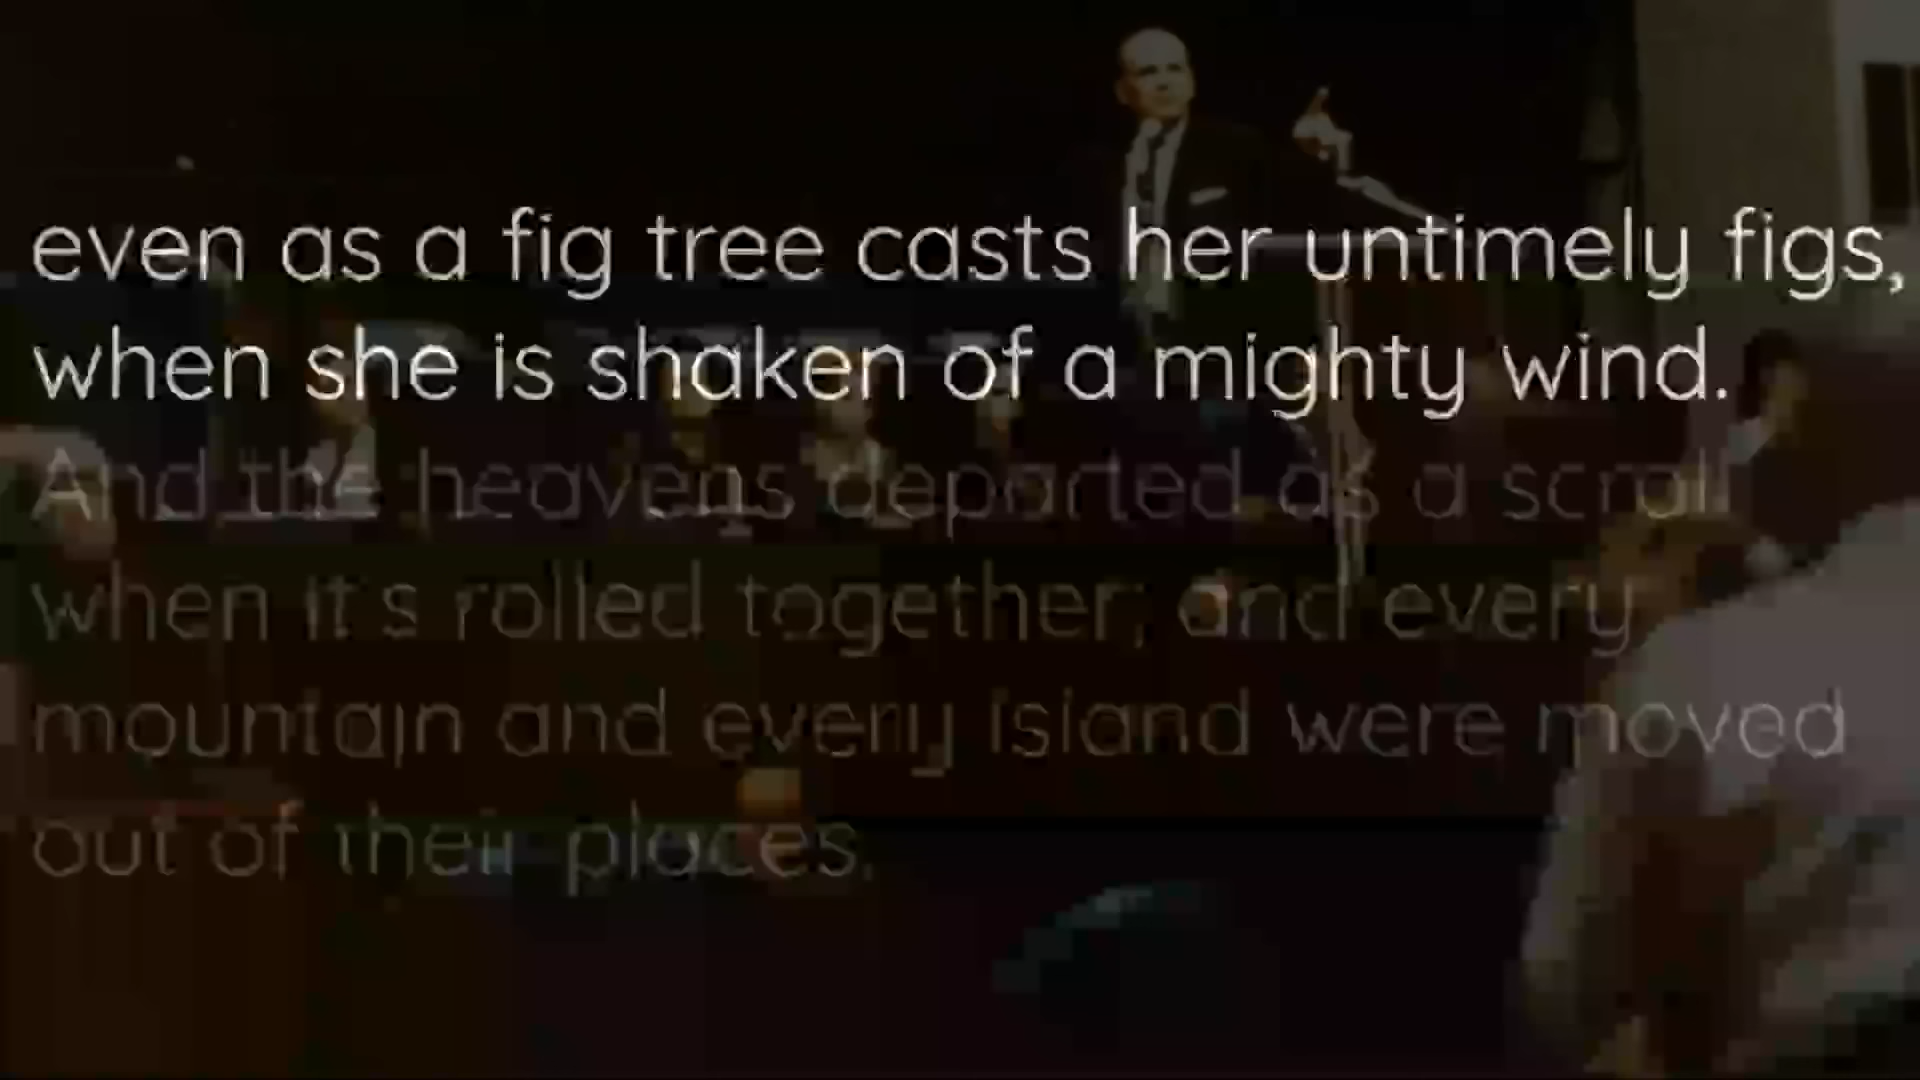 even as a fig tree casts her untimely figs,
when she is shaken of a mighty wind.
And the heavens departed as a scroll
when it's rolled together; and every
mountain and every island were moved
out of their places.